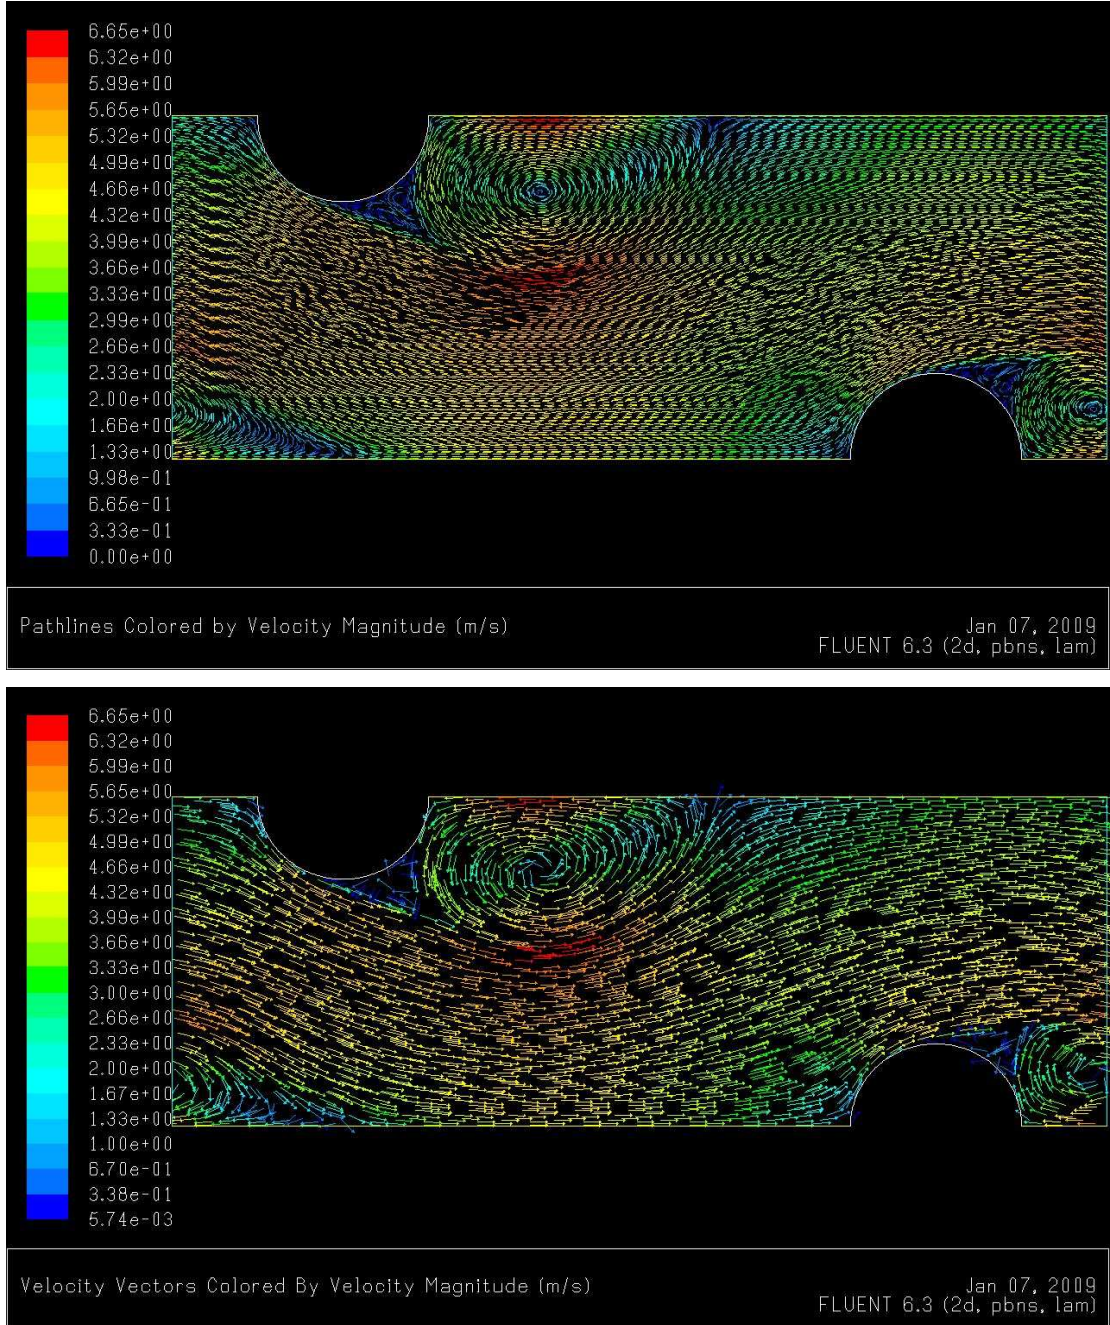 6.65e+00
6.32e+00
5.99e+00
5.65e+00
5.32e+00
4.99e+00
4.66e+00
4.32e+00
3.99e+00
3.66e+00
3.33e+00
2.99e+00
2.66e+00
2.33e+00
2.00e+00
1.66e+00
1.33e+00
9.98e-01
6.65e-01
3.33e-01
0.00e+00
Pathlines Colored by Velocity Magnitude (m/s)
Jan 07, 2009
FLUENT 6.3 (2d, pbns, lam)
6.65e+00
6.32e+00
5.99e+00
5.65e+00
5.32e+00
4.99e+00
4.66e+00
4.32e+00
3.99e+00
3.66e+00
3.33e+00
3.00e+00
2.66e+00
2.33e+00
2.00e+00
1.67e+00
1.33e+00
1.00e+00
6.70e-01
3.38e-01
5.74e-03
Velocity Vectors Colored By Velocity Magnitude (m/s)
Jan 07, 2009
FLUENT 6.3 (2d, pbns, lam)